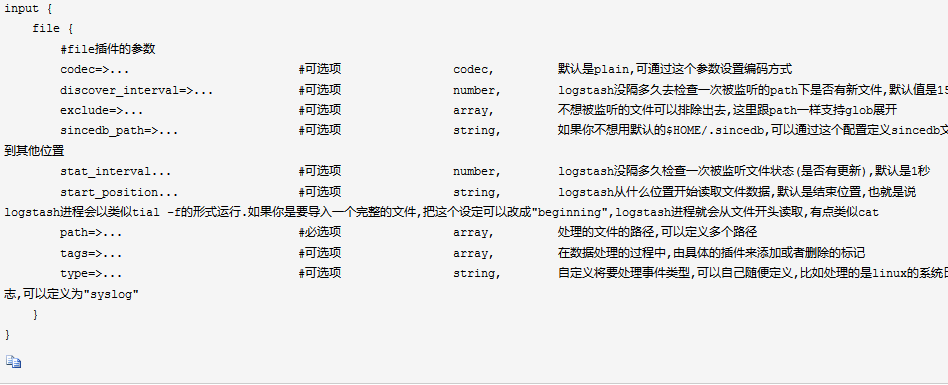 input {
file {
#file插件的参数
codec=>... #可选项 codec, 默认是plain,可通过这个参数设置编码方式
discover_interval=>... #可选项 number, logstash没隔多久去检查一次被监听的path下是否有新文件,默认值是15
exclude=>... #可选项 array, 不想被监听的文件可以排除出去,这里跟path一样支持glob展开
sincedb_path=>... #可选项 string, 如果你不想用默认的$HOME/.sincedb,可以通过这个配置定义sincedb文
到其他位置
stat_interval... #可选项 number, logstash没隔多久检查一次被监听文件状态(是否有更新),默认是1秒
start_position... #可选项 string, logstash从什么位置开始读取文件数据,默认是结束位置,也就是说
logstash进程会以类似tial -f的形式运行.如果你是要导入一个完整的文件,把这个设定可以改成"beginning",logstash进程就会从文件开头读取,有点类似cat
path=>... #必选项 array, 处理的文件的路径,可以定义多个路径
tags=>... #可选项 array, 在数据处理的过程中,由具体的插件来添加或者删除的标记
type=>... #可选项 string, 自定义将要处理事件类型,可以自己随便定义,比如处理的是linux的系统日
志,可以定义为"syslog"
}
}